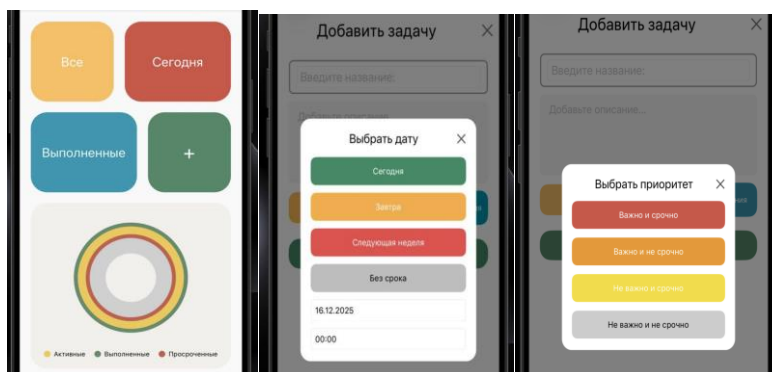 Все
Сегодня
Выполненные
+
Активные
Выполненные
Просроченные
Добавить задачу
Введите название:
Добавьте описание...
Выбрать дату
Сегодня
Завтра
Следующая неделя
Без срока
16.12.2025
00:00
Добавить задачу
Введите название:
Добавьте описание...
Выбрать приоритет
Важно и срочно
Важно и не срочно
Не важно и срочно
Не важно и не срочно